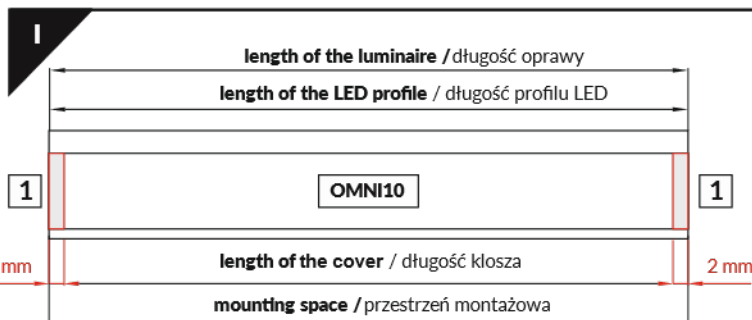 I
length of the luminaire / długość oprawy
length of the LED profile / długość profilu LED
1 OMNI10 1
mm length of the cover / długość klosza 2 mm
mounting space / przestrzeń montażowa